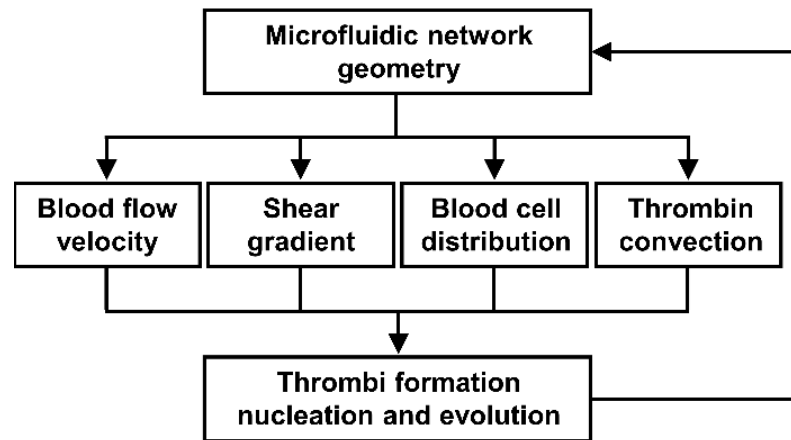 Microfluidic network
geometry
Blood flow
velocity
Shear
gradient
Blood cell
distribution
Thrombin
convection
Thrombi formation
nucleation and evolution